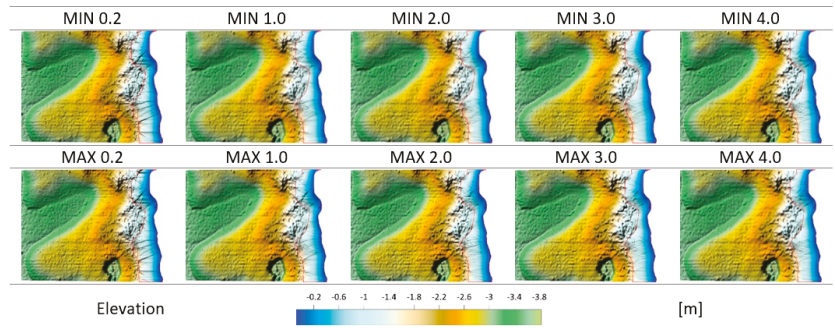 MIN 0.2 MIN 1.0 MIN 2.0 MIN 3.0 MIN 4.0
MAX 0.2 MAX 1.0 MAX 2.0 MAX 3.0 MAX 4.0
-0.2 -0.6 -1 -1.4 -1.8 -2.2 -2.6 -3 -3.4 -3.8
Elevation [m]